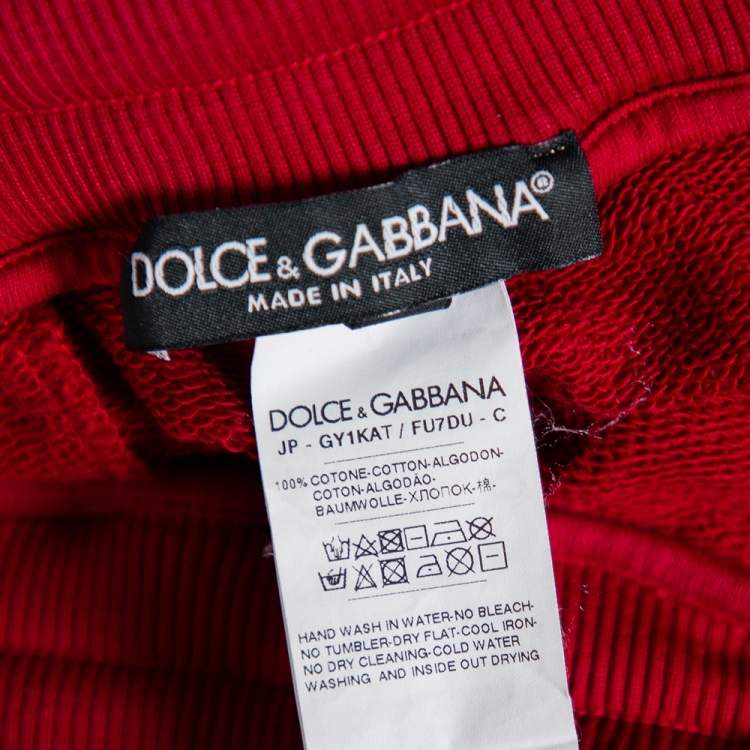 DOLCE & GABBANA®
MADE IN ITALY
DOLCE & GABBANA
JP - GY1KAT / FU7DU - C
100% COTONE-COTTON-ALGODON-
COTON-ALGODÃO-
BAUMWOLLE-ХЛОПОК-棉-
HAND WASH IN WATER-NO BLEACH-
NO TUMBLER-DRY FLAT-COOL IRON-
NO DRY CLEANING-COLD WATER
WASHING AND INSIDE OUT DRYING